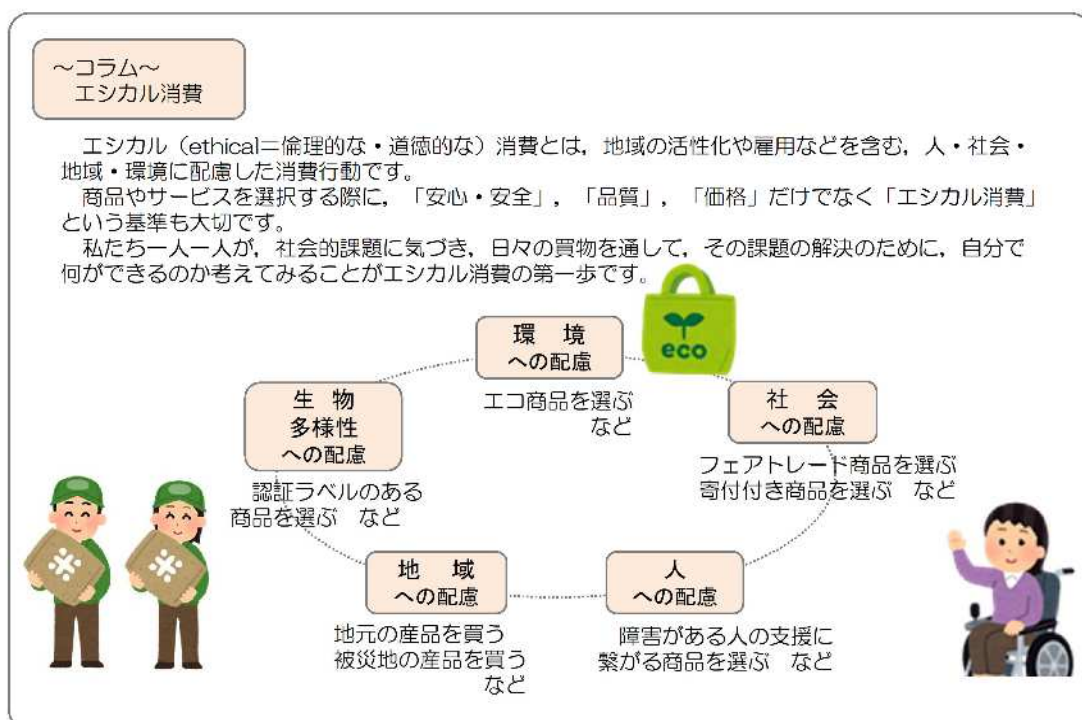 ~コラム~
エシカル消費
エシカル(ethical=倫理的な・道徳的な)消費とは,地域の活性化や雇用などを含む,人・社会・
地域・環境に配慮した消費行動です。
商品やサービスを選択する際に,「安心・安全」,「品質」,「価格」だけでなく「エシカル消費」
という基準も大切です。
私たち一人一人が,社会的課題に気づき,日々の買物を通して,その課題の解決のために,自分で
何ができるのか考えてみることがエシカル消費の第一歩です。
環 境
への配慮
eco
エコ商品を選ぶ
など
生 物
多様性
への配慮
認証ラベルのある
商品を選ぶ など
社 会
への配慮
フェアトレード商品を選ぶ
寄付付き商品を選ぶ など
米
米
地 域
への配慮
地元の産品を買う
被災地の産品を買う
など
人
への配慮
障害がある人の支援に
繋がる商品を選ぶ など